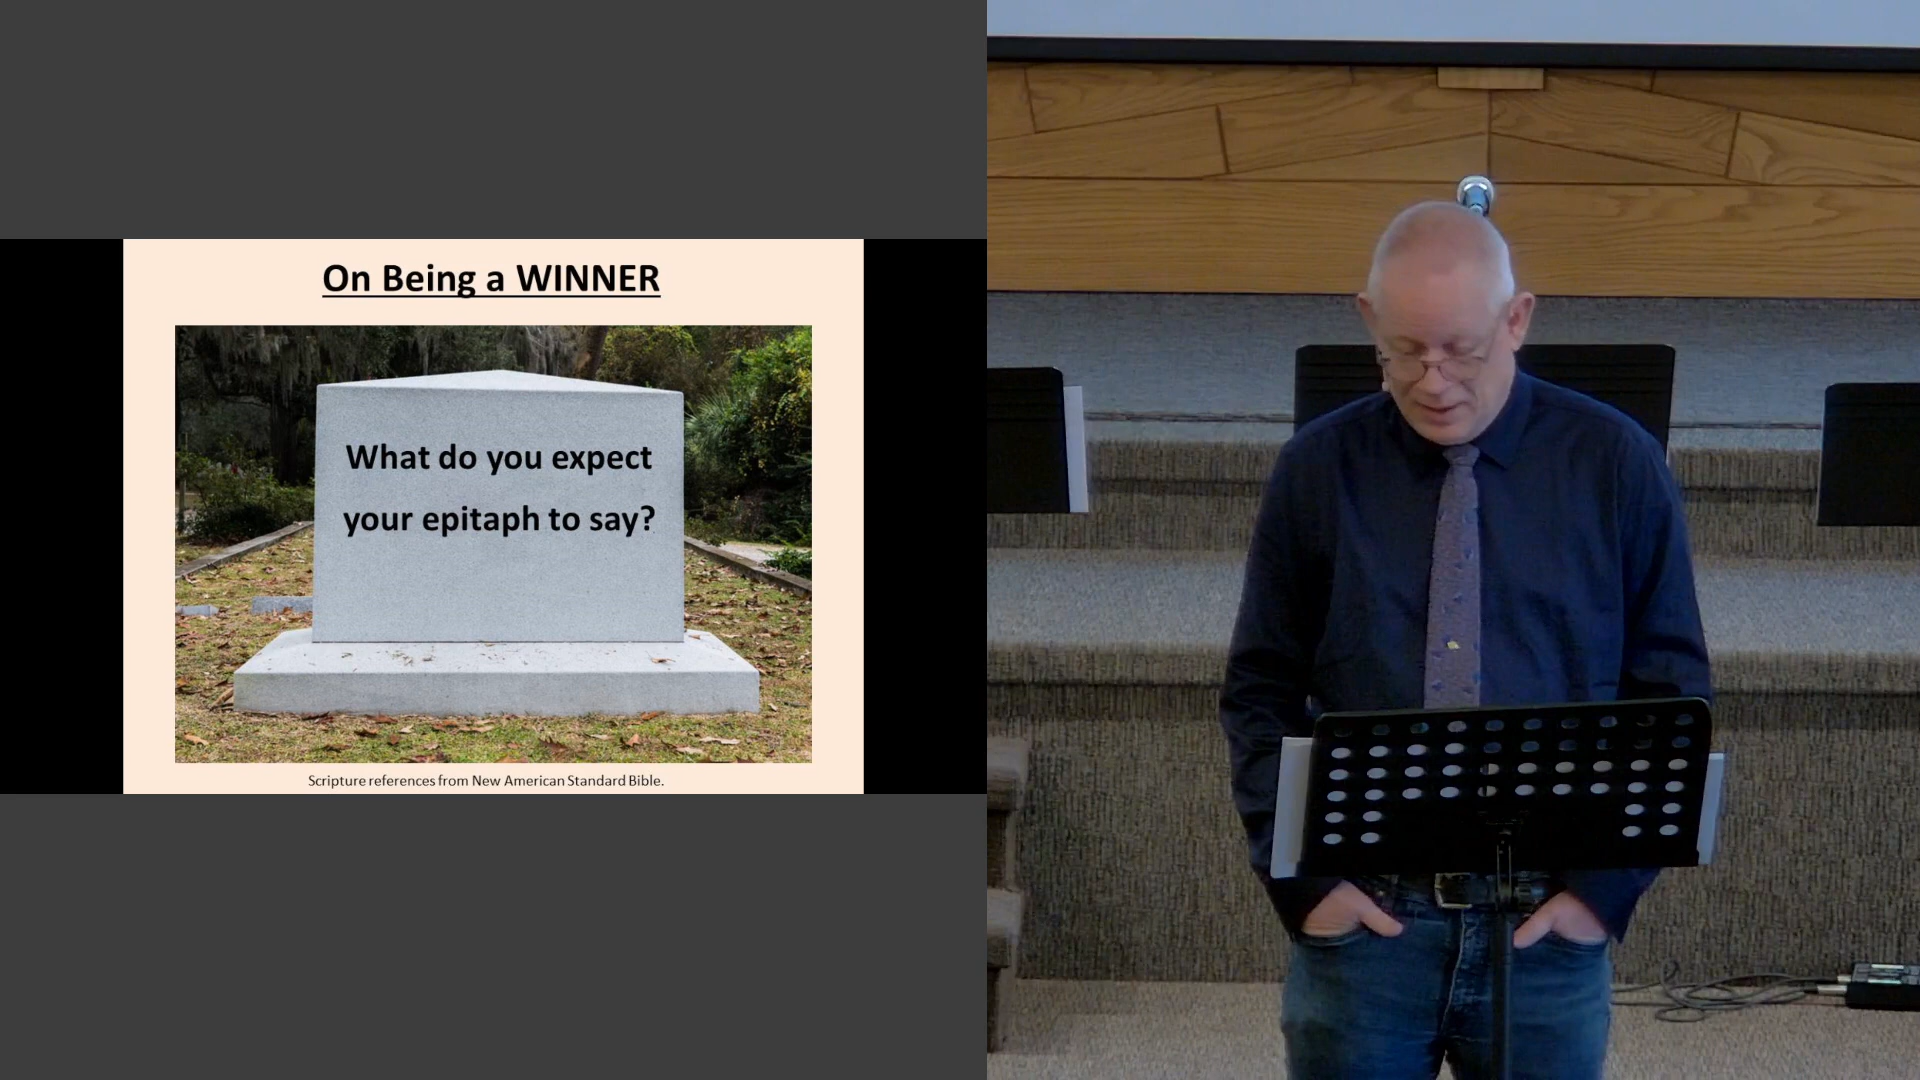 On Being a WINNER
What do you expect
your epitaph to say?
Scripture references from New American Standard Bible.